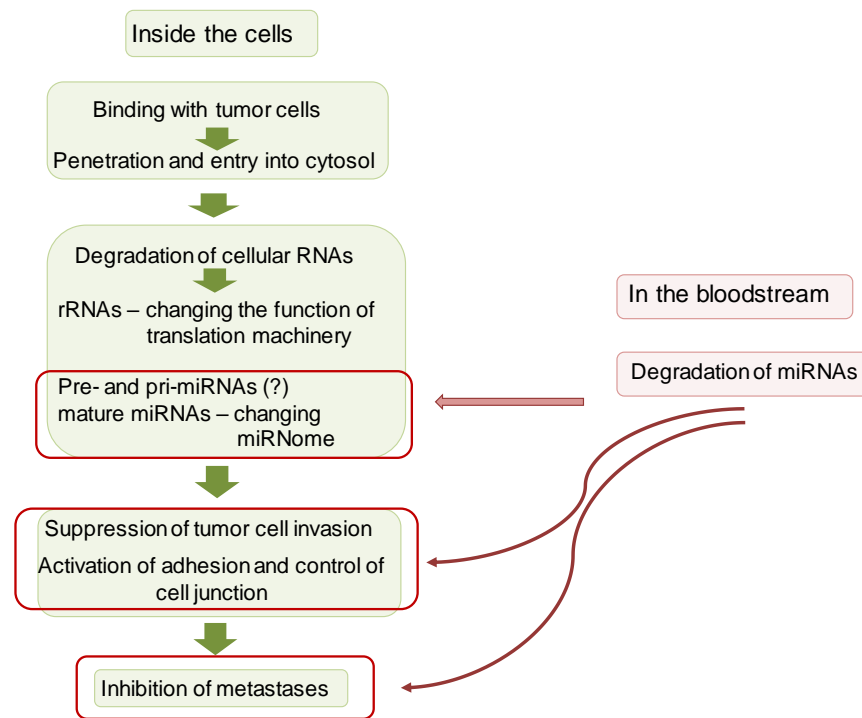 Inside the cells
Binding with tumor cells
Penetration and entry into cytosol
Degradation of cellular RNAs
rRNAs – changing the function of
translation machinery
Pre- and pri-miRNAs (?)
mature miRNAs – changing
miRNome
Suppression of tumor cell invasion
Activation of adhesion and control of
cell junction
Inhibition of metastases
In the bloodstream
Degradation of miRNAs